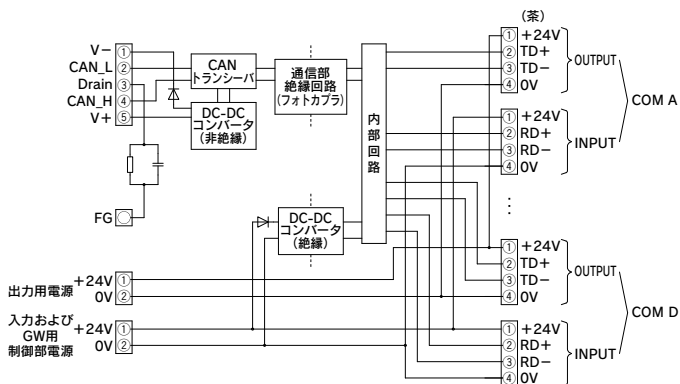 (茶)
V− ①
CAN_L ②
Drain ③
CAN_H ④
V+ ⑤
FG
CAN
トランシーバ
DC-DC
コンバータ
(非絶縁)
通信部
絶縁回路
(フォトカプラ)
内部回路
DC-DC
コンバータ
(絶縁)
出力用電源
+24V ①
0V ②
入力および
GW用
制御部電源
+24V ①
0V ②
① +24V
② TD+
③ TD−
④ 0V
OUTPUT
① +24V
② RD+
③ RD−
④ 0V
INPUT
COM A
⋮
① +24V
② TD+
③ TD−
④ 0V
OUTPUT
① +24V
② RD+
③ RD−
④ 0V
INPUT
COM D